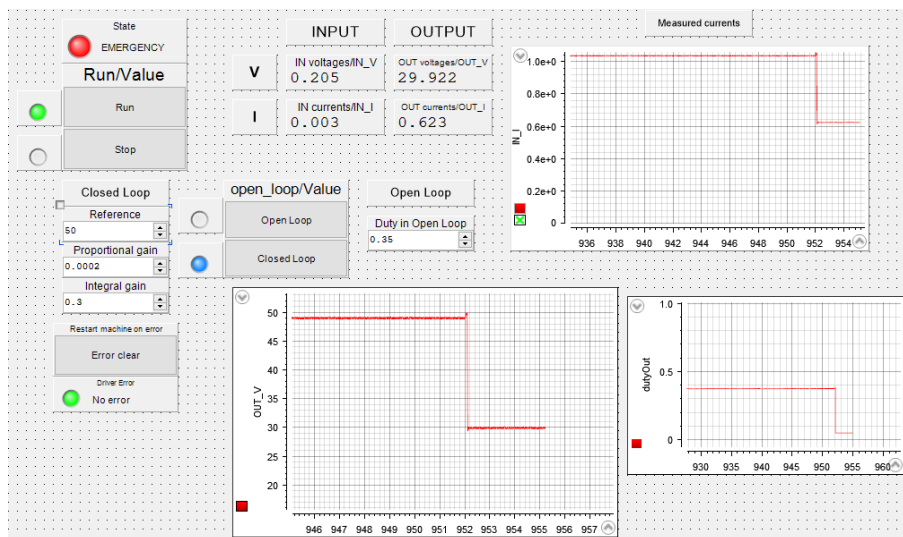 State
EMERGENCY
Run/Value
Run
Stop
INPUT
OUTPUT
V
IN voltages/IN_V
0.205
OUT voltages/OUT_V
29.922
I
IN currents/IN_I
0.003
OUT currents/OUT_I
0.623
Measured currents
1.0e+0
0.8e+0
0.6e+0
0.4e+0
0.2e+0
0
IN_I
936 938 940 942 944 946 948 950 952 954
Closed Loop
Reference
50
Proportional gain
0.0002
Integral gain
0.3
open_loop/Value
Open Loop
Closed Loop
Open Loop
Duty in Open Loop
0.35
Restart machine on error
Error clear
Driver Error
No error
50
45
40
35
30
25
20
OUT_V
946 947 948 949 950 951 952 953 954 955 956 957
1.0
0.5
0
dutyOut
930 935 940 945 950 955 960